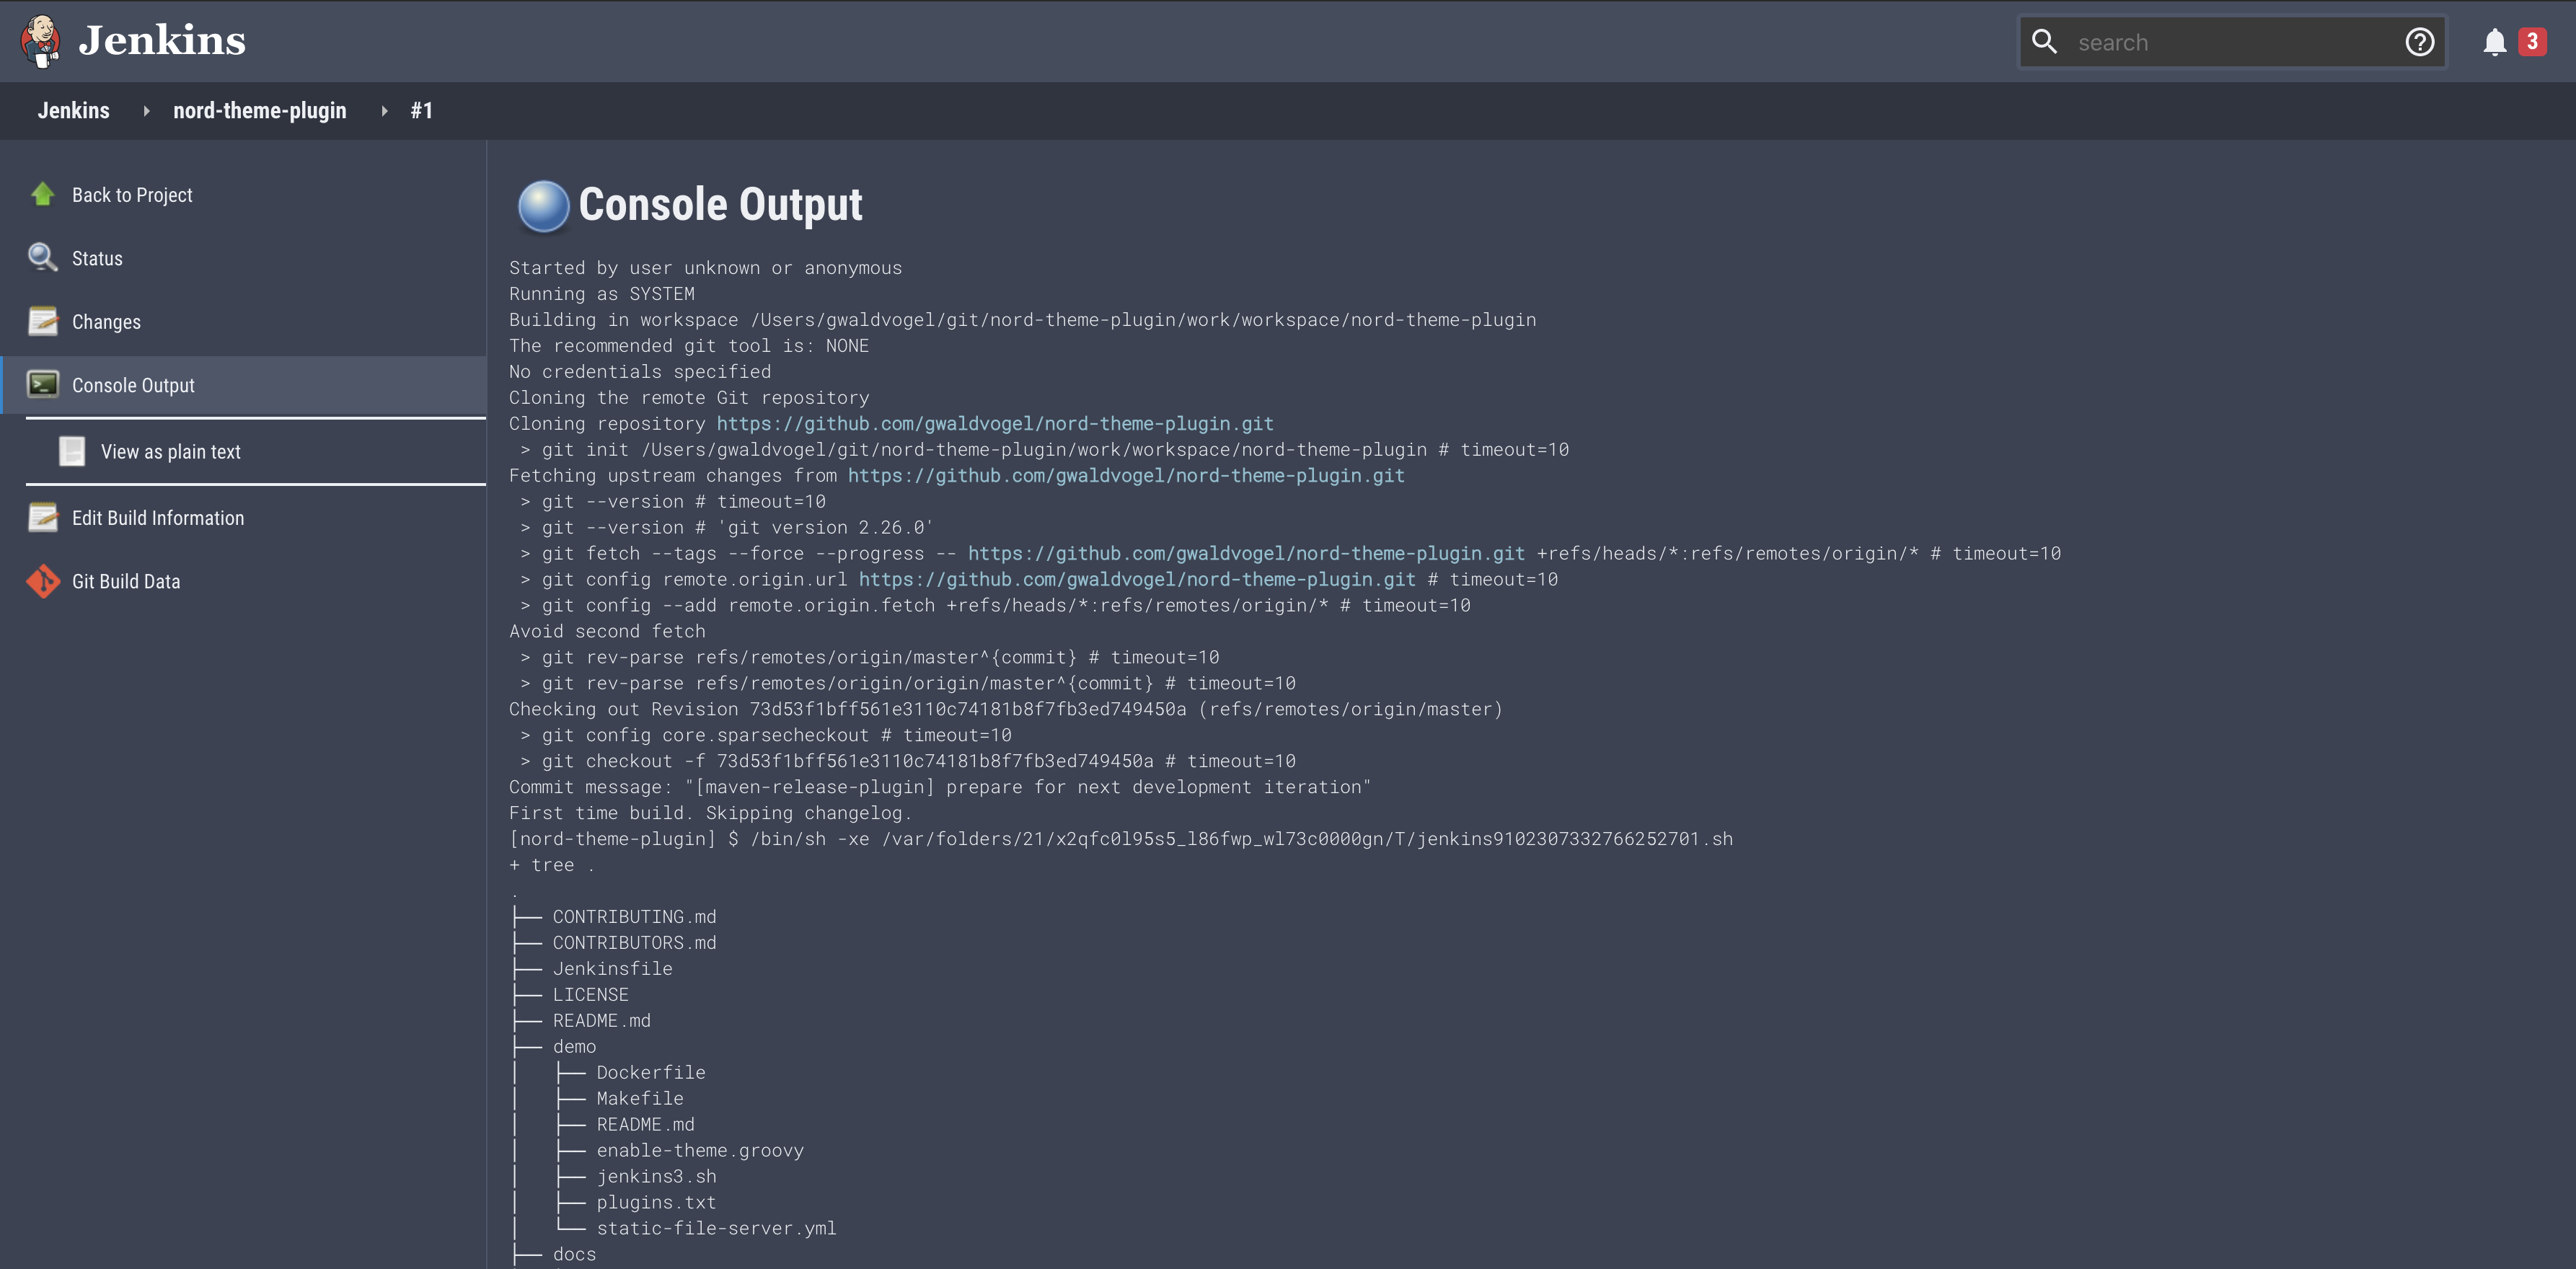 Jenkins
search
3
Jenkins nord-theme-plugin #1
Back to Project
Status
Changes
Console Output
View as plain text
Edit Build Information
Git Build Data
Console Output
Started by user unknown or anonymous
Running as SYSTEM
Building in workspace /Users/gwaldvogel/git/nord-theme-plugin/work/workspace/nord-theme-plugin
The recommended git tool is: NONE
No credentials specified
Cloning the remote Git repository
Cloning repository https://github.com/gwaldvogel/nord-theme-plugin.git
 > git init /Users/gwaldvogel/git/nord-theme-plugin/work/workspace/nord-theme-plugin # timeout=10
Fetching upstream changes from https://github.com/gwaldvogel/nord-theme-plugin.git
 > git --version # timeout=10
 > git --version # 'git version 2.26.0'
 > git fetch --tags --force --progress -- https://github.com/gwaldvogel/nord-theme-plugin.git +refs/heads/*:refs/remotes/origin/* # timeout=10
 > git config remote.origin.url https://github.com/gwaldvogel/nord-theme-plugin.git # timeout=10
 > git config --add remote.origin.fetch +refs/heads/*:refs/remotes/origin/* # timeout=10
Avoid second fetch
 > git rev-parse refs/remotes/origin/master^{commit} # timeout=10
 > git rev-parse refs/remotes/origin/origin/master^{commit} # timeout=10
Checking out Revision 73d53f1bff561e3110c74181b8f7fb3ed749450a (refs/remotes/origin/master)
 > git config core.sparsecheckout # timeout=10
 > git checkout -f 73d53f1bff561e3110c74181b8f7fb3ed749450a # timeout=10
Commit message: "[maven-release-plugin] prepare for next development iteration"
First time build. Skipping changelog.
[nord-theme-plugin] $ /bin/sh -xe /var/folders/21/x2qfc0l95s5_l86fwp_wl73c0000gn/T/jenkins9102307332766252701.sh
+ tree .
.
├── CONTRIBUTING.md
├── CONTRIBUTORS.md
├── Jenkinsfile
├── LICENSE
├── README.md
├── demo
│   ├── Dockerfile
│   ├── Makefile
│   ├── README.md
│   ├── enable-theme.groovy
│   ├── jenkins3.sh
│   ├── plugins.txt
│   └── static-file-server.yml
├── docs